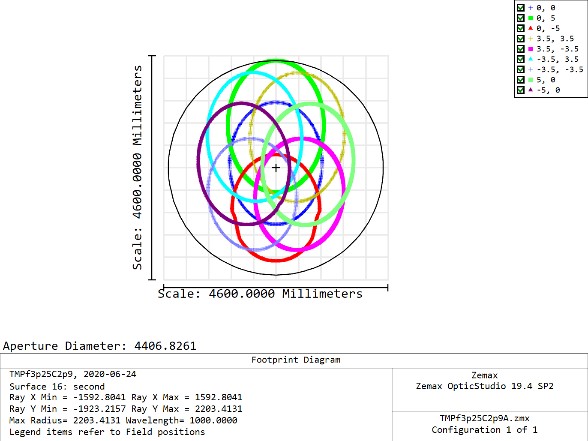 0, 0
0, 5
0, -5
3.5, 3.5
3.5, -3.5
-3.5, 3.5
-3.5, -3.5
5, 0
-5, 0
Scale: 4600.0000 Millimeters
Scale: 4600.0000 Millimeters
Aperture Diameter: 4406.8261
Footprint Diagram
TMPf3p25C2p9, 2020-06-24
Surface 16: second
Ray X Min = -1592.8041 Ray X Max = 1592.8041
Ray Y Min = -1923.2157 Ray Y Max = 2203.4131
Max Radius= 2203.4131 Wavelength= 1000.0000
Legend items refer to Field positions
Zemax
Zemax OpticStudio 19.4 SP2
TMPf3p25C2p9A.zmx
Configuration 1 of 1